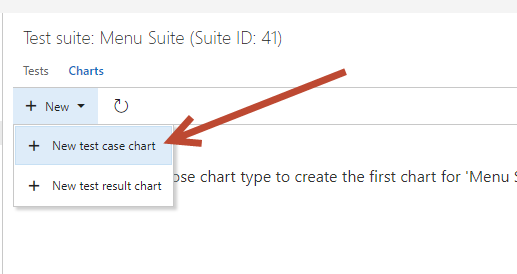 Test suite: Menu Suite (Suite ID: 41)
Tests Charts
+ New
+ New test case chart
+ New test result chart
ose chart type to create the first chart for 'Menu S